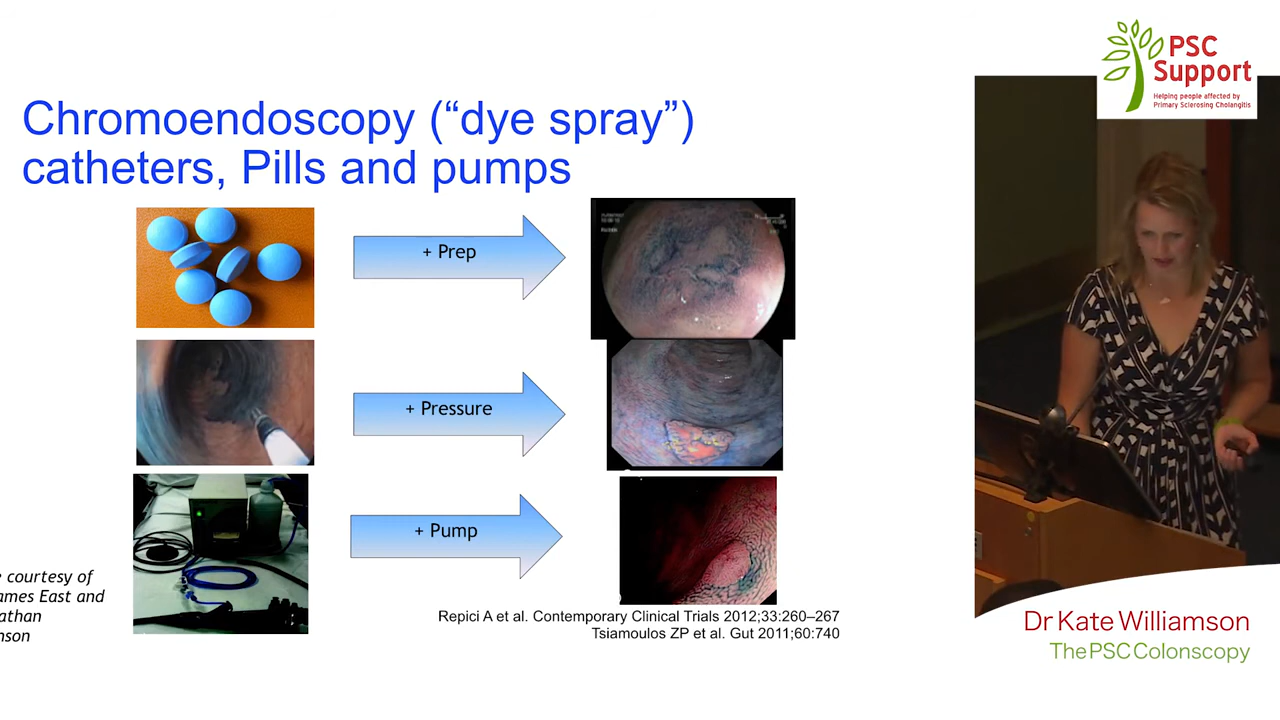 PSC
Support
Helping people affected by
Primary Sclerosing Cholangitis
Chromoendoscopy (“dye spray”)
catheters, Pills and pumps
+ Prep
+ Pressure
+ Pump
courtesy of
ames East and
athan
nson
Repici A et al. Contemporary Clinical Trials 2012;33:260–267
Tsiamoulos ZP et al. Gut 2011;60:740
Dr Kate Williamson
The PSC Colonscopy